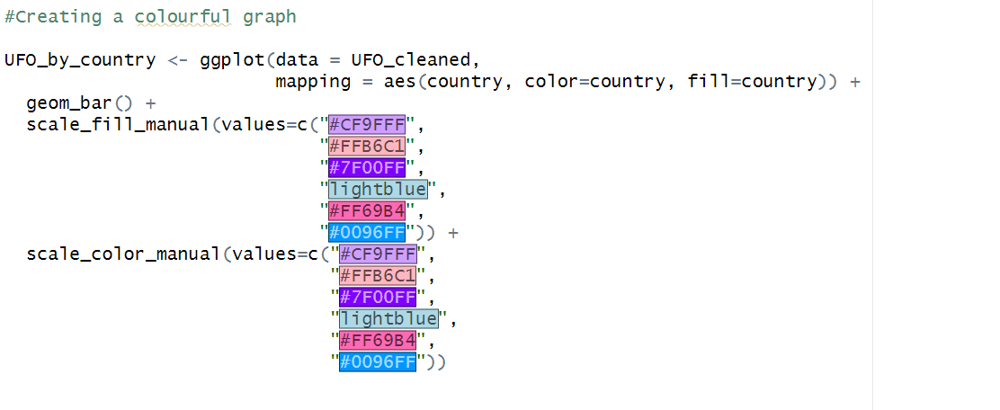 #Creating a colourful graph
UFO_by_country <- ggplot(data = UFO_cleaned,
mapping = aes(country, color=country, fill=country)) +
geom_bar() +
scale_fill_manual(values=c("#CF9FFF",
"#FFB6C1",
"#7F00FF",
"lightblue",
"#FF69B4",
"#0096FF")) +
scale_color_manual(values=c("#CF9FFF",
"#FFB6C1",
"#7F00FF",
"lightblue",
"#FF69B4",
"#0096FF"))